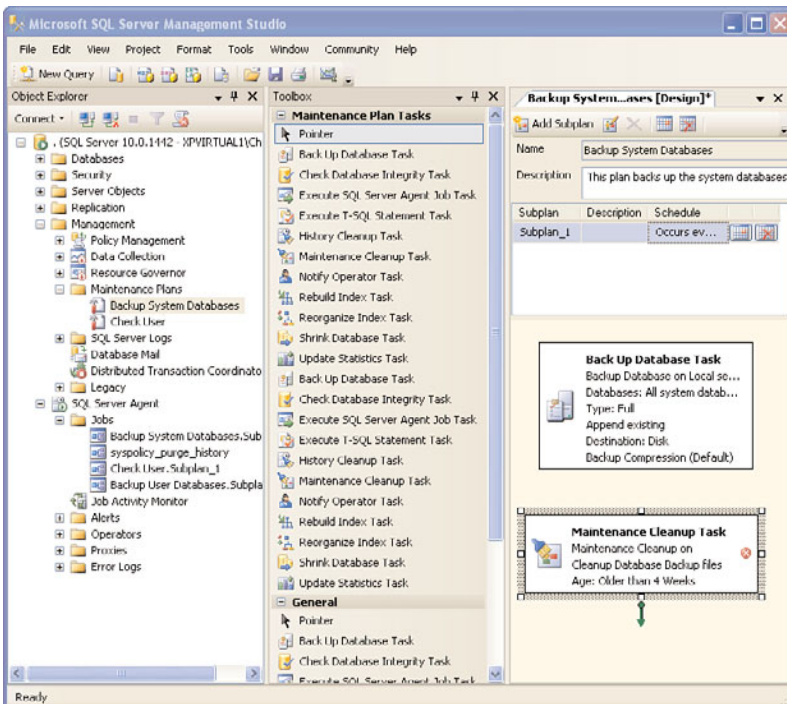 Microsoft SQL Server Management Studio
File Edit View Project Format Tools Window Community Help
New Query
Object Explorer
Connect
. (SQL Server 10.0.1442 - XPVIRTUAL1\Ch
Databases
Security
Server Objects
Replication
Management
Policy Management
Data Collection
Resource Governor
Maintenance Plans
Backup System Databases
Check User
SQL Server Logs
Database Mail
Distributed Transaction Coordinato
Legacy
SQL Server Agent
Jobs
Backup System Databases.Sub
syspolicy_purge_history
Check User.Subplan_1
Backup User Databases.Subpla
Job Activity Monitor
Alerts
Operators
Proxies
Error Logs
Toolbox
Maintenance Plan Tasks
Pointer
Back Up Database Task
Check Database Integrity Task
Execute SQL Server Agent Job Task
Execute T-SQL Statement Task
History Cleanup Task
Maintenance Cleanup Task
Notify Operator Task
Rebuild Index Task
Reorganize Index Task
Shrink Database Task
Update Statistics Task
Back Up Database Task
Check Database Integrity Task
Execute SQL Server Agent Job Task
Execute T-SQL Statement Task
History Cleanup Task
Maintenance Cleanup Task
Notify Operator Task
Rebuild Index Task
Reorganize Index Task
Shrink Database Task
Update Statistics Task
General
Pointer
Back Up Database Task
Check Database Integrity Task
Execute SQL Server Agent Job Task
Backup System...ases [Design]*
Add Subplan
Name Backup System Databases
Description This plan backs up the system databases
Subplan Description Schedule
Subplan_1 Occurs ev...
Back Up Database Task
Backup Database on Local se...
Databases: All system datab...
Type: Full
Append existing
Destination: Disk
Backup Compression (Default)
Maintenance Cleanup Task
Maintenance Cleanup on
Cleanup Database Backup files
Age: Older than 4 Weeks
Ready